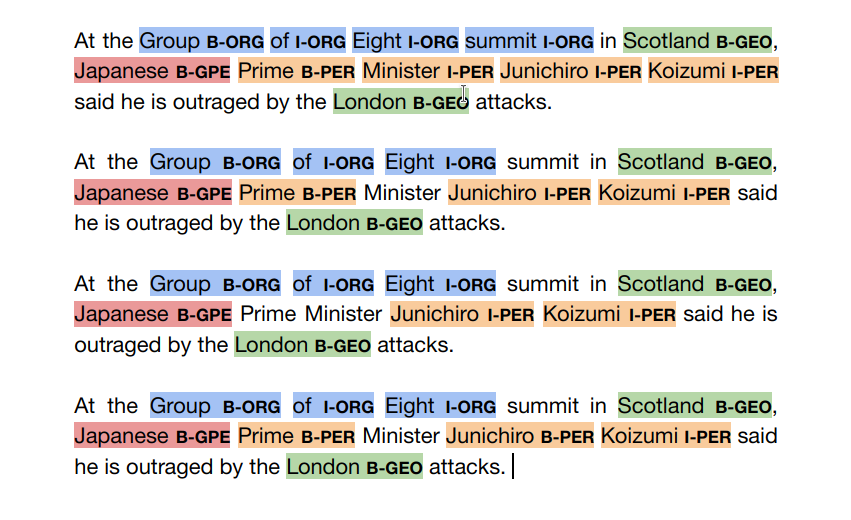 At the Group B-ORG of I-ORG Eight I-ORG summit I-ORG in Scotland B-GEO,
Japanese B-GPE Prime B-PER Minister I-PER Junichiro I-PER Koizumi I-PER
said he is outraged by the London B-GEO attacks.
At the Group B-ORG of I-ORG Eight I-ORG summit in Scotland B-GEO,
Japanese B-GPE Prime B-PER Minister Junichiro I-PER Koizumi I-PER said
he is outraged by the London B-GEO attacks.
At the Group B-ORG of I-ORG Eight I-ORG summit in Scotland B-GEO,
Japanese B-GPE Prime Minister Junichiro I-PER Koizumi I-PER said he is
outraged by the London B-GEO attacks.
At the Group B-ORG of I-ORG Eight I-ORG summit in Scotland B-GEO,
Japanese B-GPE Prime B-PER Minister Junichiro B-PER Koizumi I-PER said
he is outraged by the London B-GEO attacks.